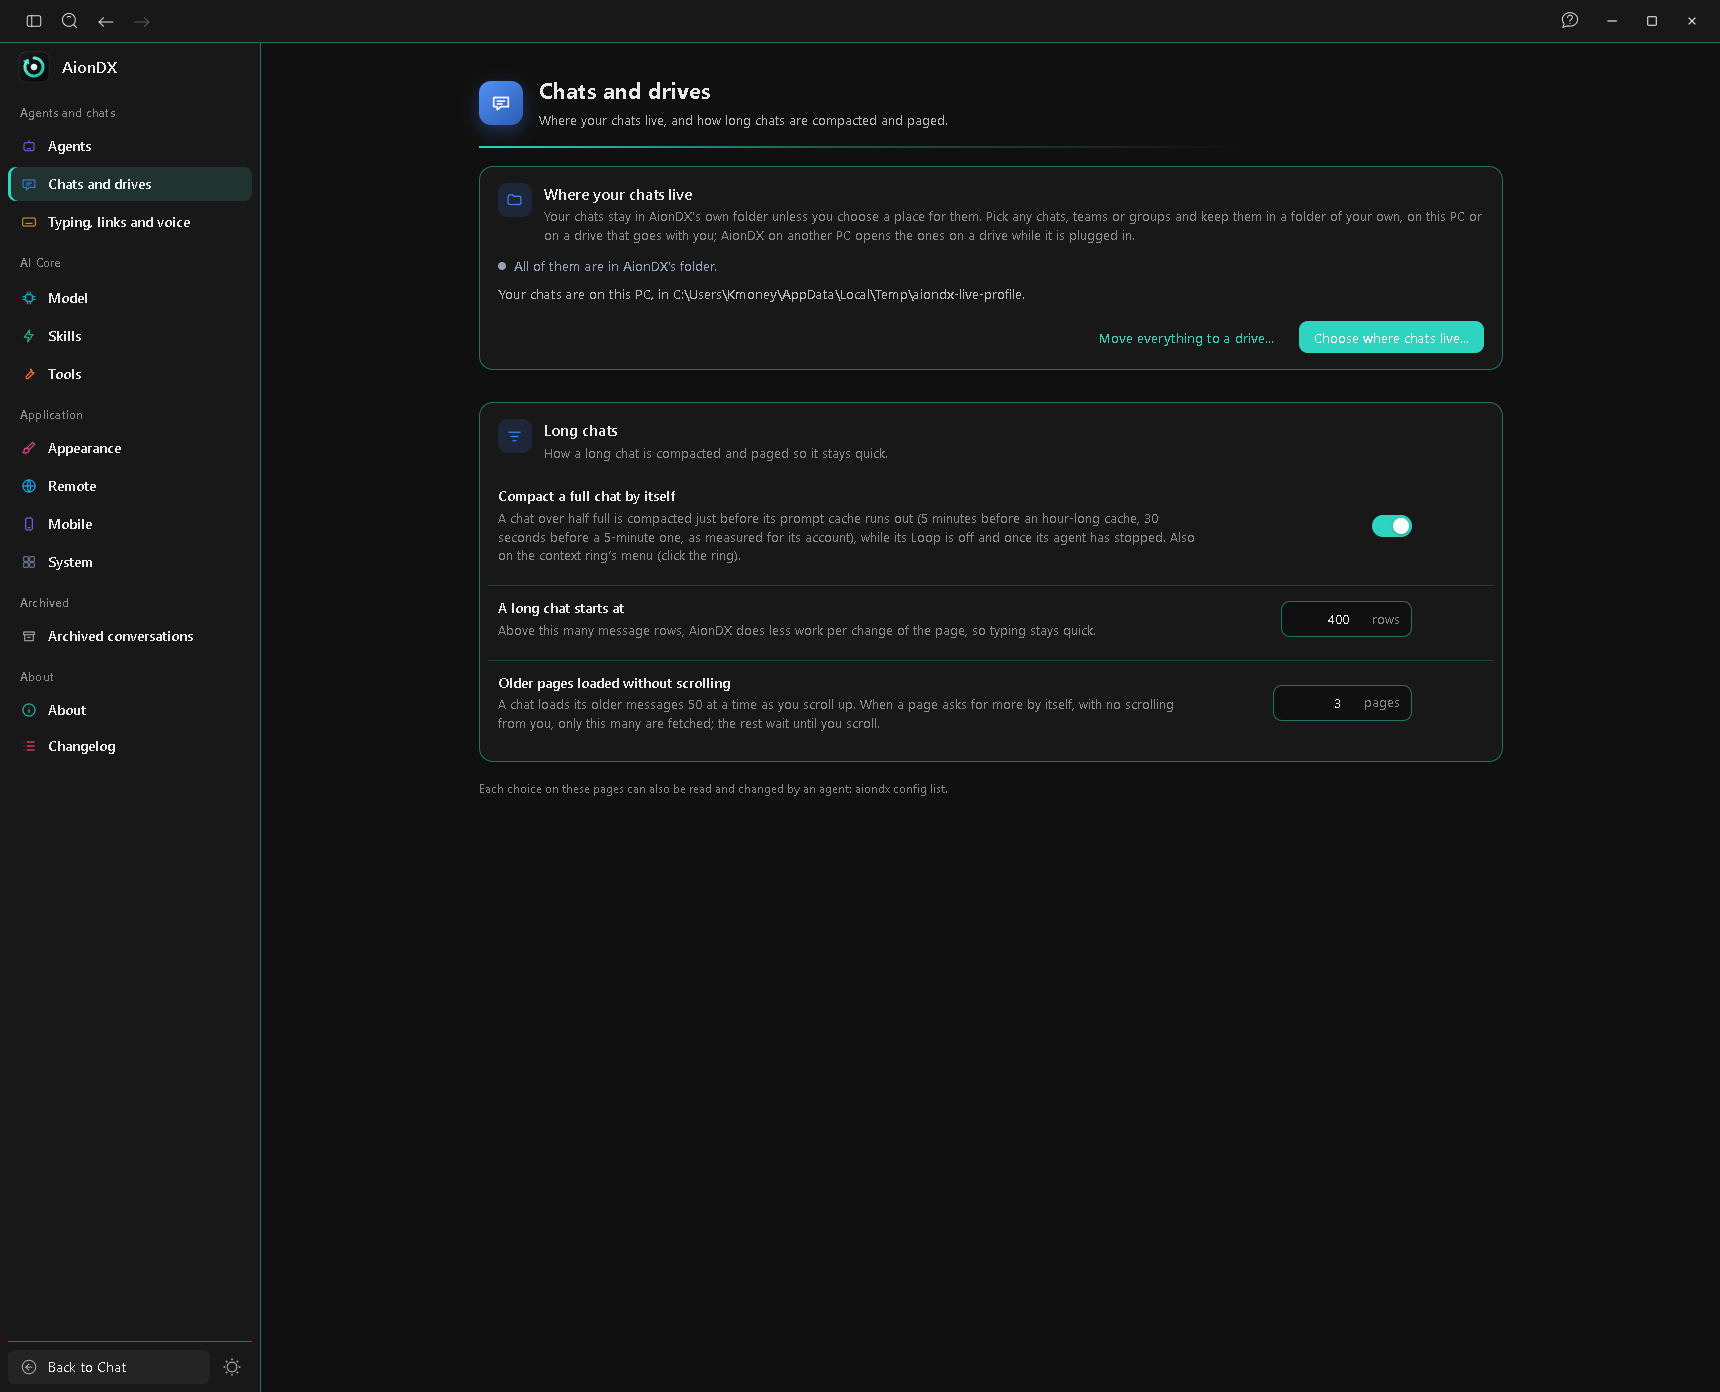 AionDX
Agents and chats
Agents
Chats and drives
Typing, links and voice
AI Core
Model
Skills
Tools
Application
Appearance
Remote
Mobile
System
Archived
Archived conversations
About
About
Changelog
Back to Chat
Chats and drives
Where your chats live, and how long chats are compacted and paged.
Where your chats live
Your chats stay in AionDX's own folder unless you choose a place for them. Pick any chats, teams or groups and keep them in a folder of your own, on this PC or
on a drive that goes with you; AionDX on another PC opens the ones on a drive while it is plugged in.
All of them are in AionDX's folder.
Your chats are on this PC, in C:\Users\Kmoney\AppData\Local\Temp\aiondx-live-profile.
Move everything to a drive...
Choose where chats live...
Long chats
How a long chat is compacted and paged so it stays quick.
Compact a full chat by itself
A chat over half full is compacted just before its prompt cache runs out (5 minutes before an hour-long cache, 30
seconds before a 5-minute one, as measured for its account), while its Loop is off and once its agent has stopped. Also
on the context ring's menu (click the ring).
A long chat starts at
Above this many message rows, AionDX does less work per change of the page, so typing stays quick.
400 rows
Older pages loaded without scrolling
A chat loads its older messages 50 at a time as you scroll up. When a page asks for more by itself, with no scrolling
from you, only this many are fetched; the rest wait until you scroll.
3 pages
Each choice on these pages can also be read and changed by an agent: aiondx config list.